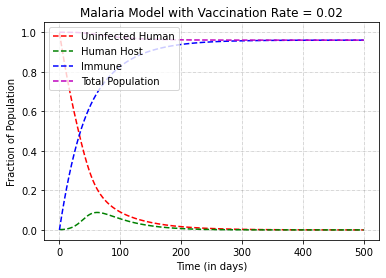 Malaria Model with Vaccination Rate = 0.02
Uninfected Human
Human Host
Immune
Total Population
Fraction of Population
1.0
0.8
0.6
0.4
0.2
0.0
0
100
200
300
400
500
Time (in days)